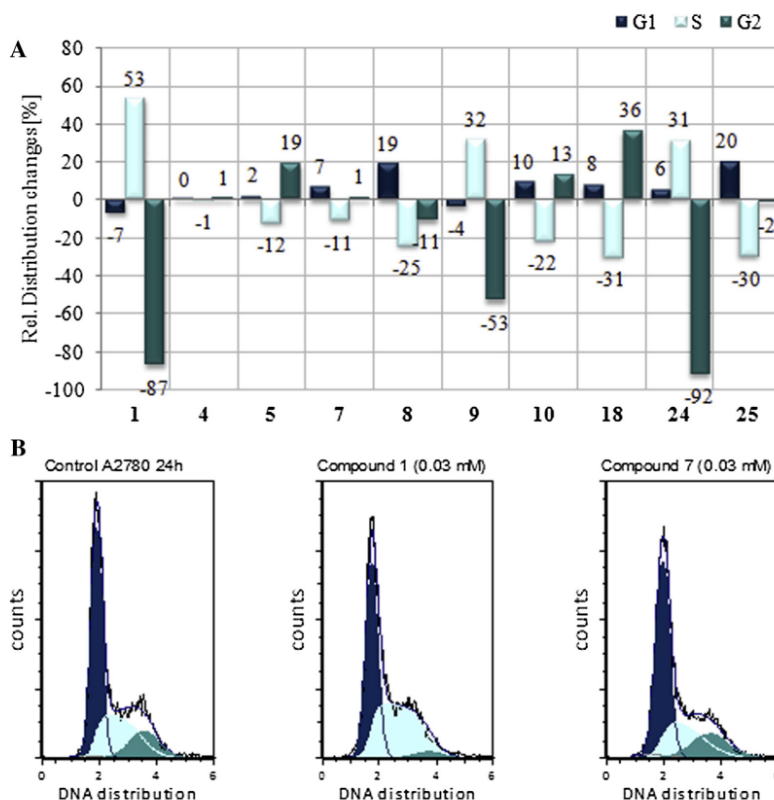 G1 S G2
A
Rel. Distribution changes[%]
80
60
40
20
0
-20
-40
-60
-80
-100
-7 53 -87
0 -1 1
2 -12 19
7 -11 1
19 -25 -11
-4 32 -53
10 -22 13
8 -31 36
6 31 -92
20 -30 -2
1 4 5 7 8 9 10 18 24 25
B
Control A2780 24h
counts
0 2 4 6
DNA distribution
Compound 1 (0.03 mM)
counts
0 2 4 6
DNA distribution
Compound 7 (0.03 mM)
counts
0 2 4 6
DNA distribution